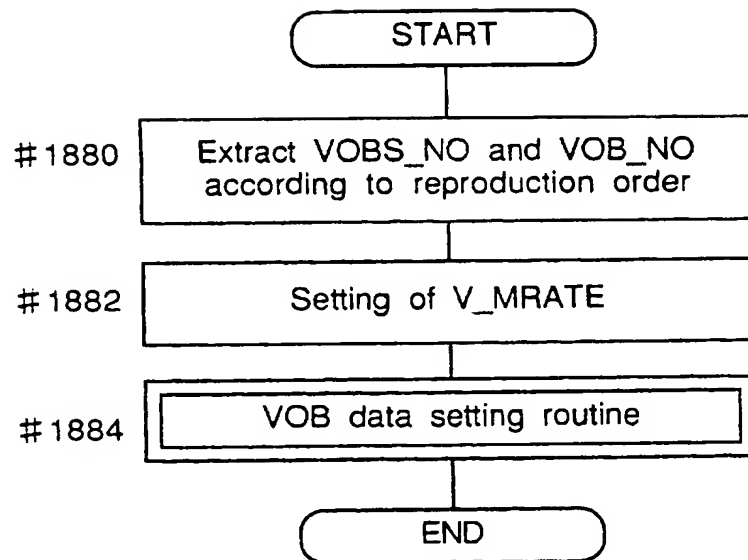 START
#1880
Extract VOBS_NO and VOB_NO
according to reproduction order
#1882
Setting of V_MRATE
#1884
VOB data setting routine
END